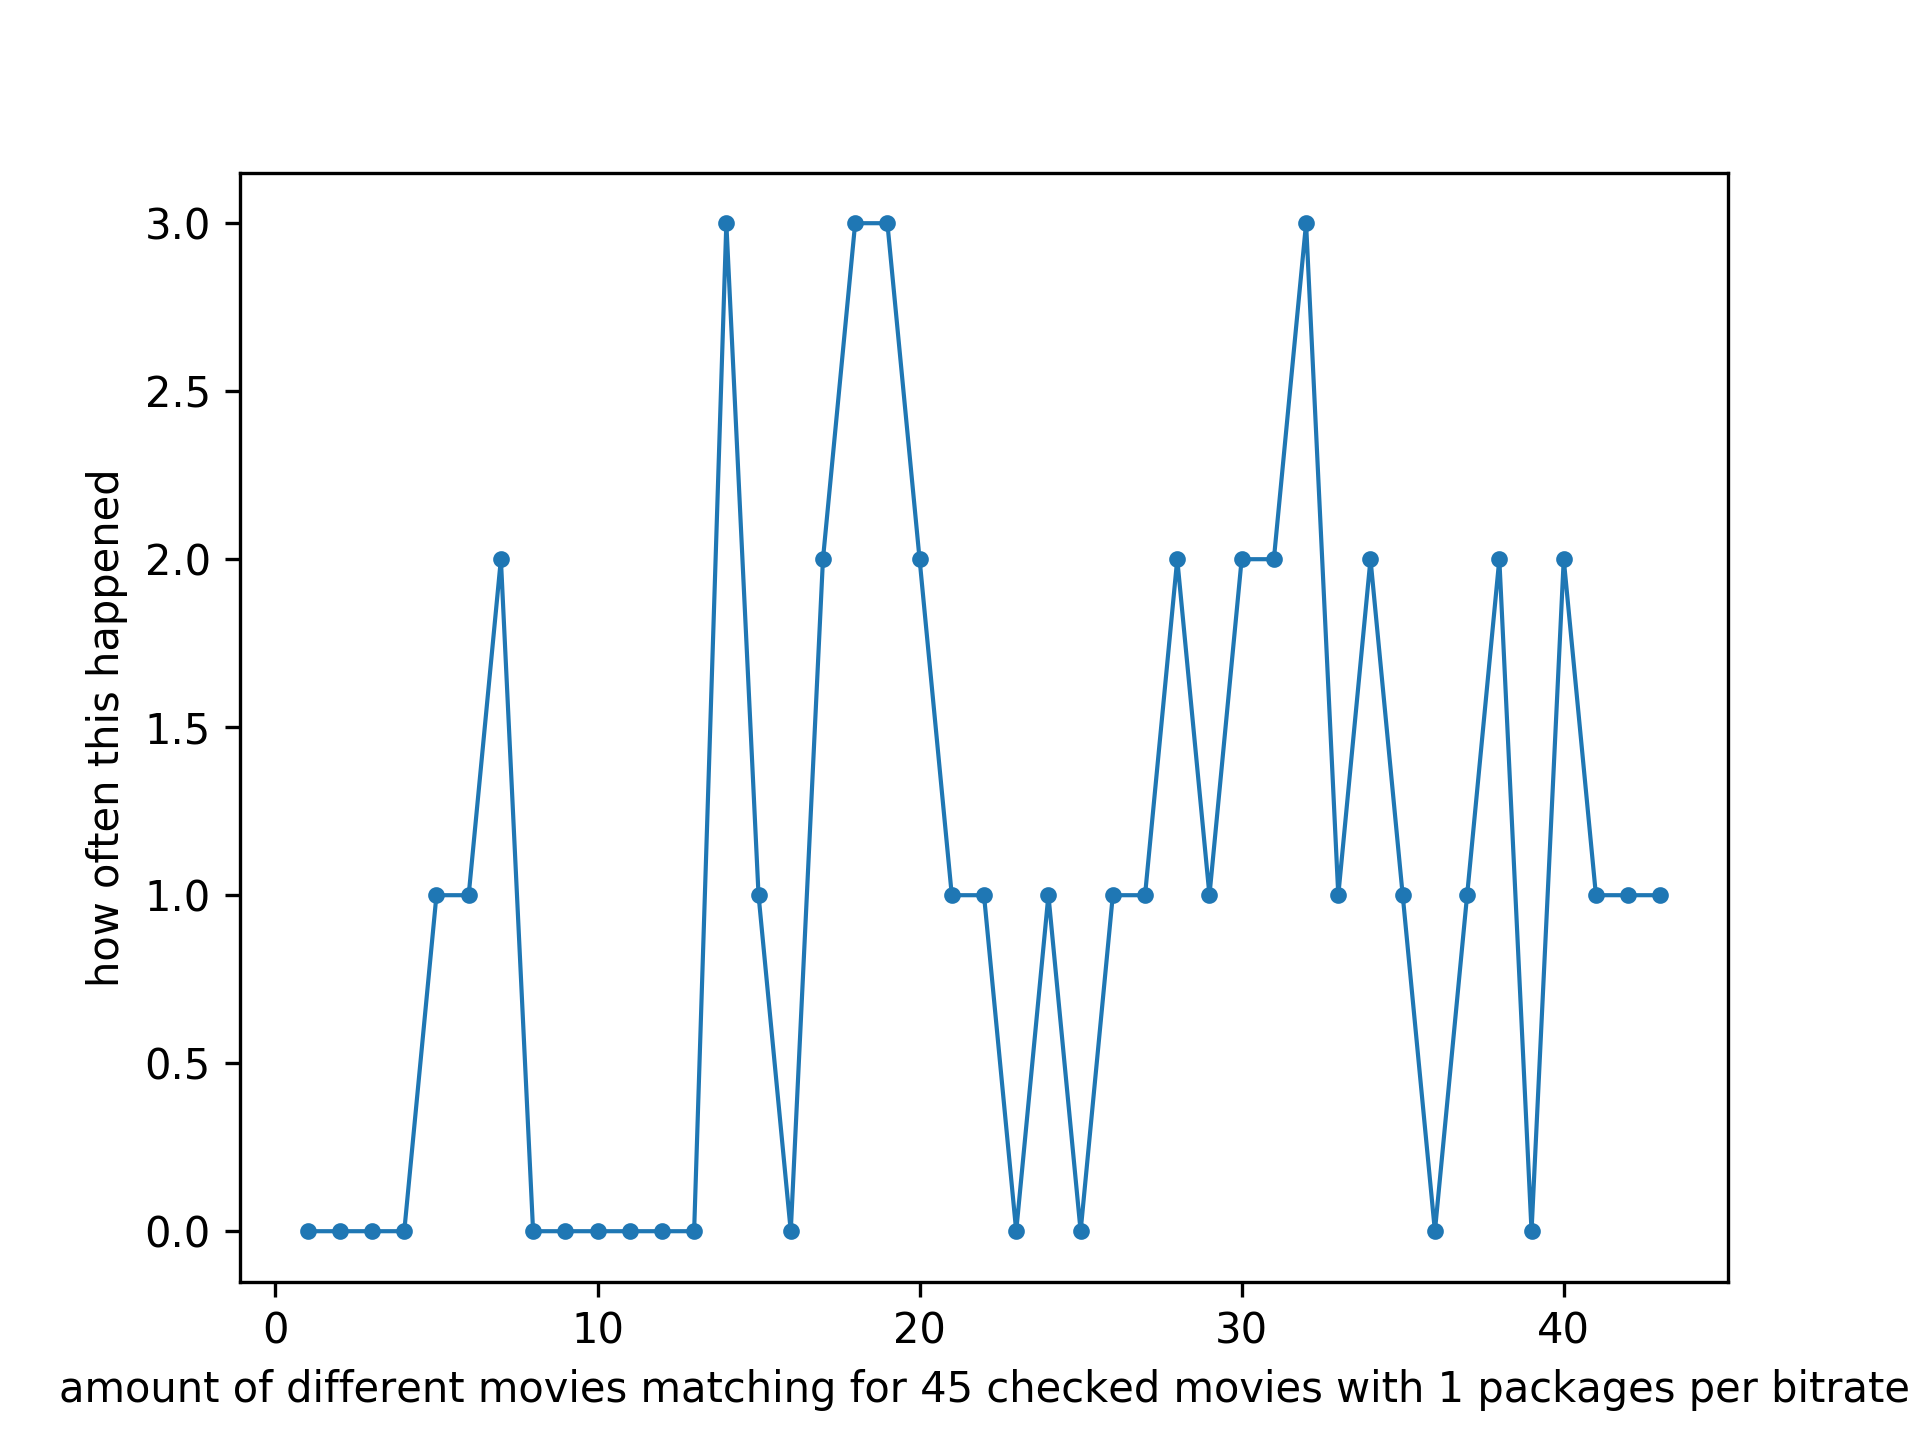 3.0
2.5
2.0
1.5
1.0
0.5
0.0
how often this happened
0 10 20 30 40
amount of different movies matching for 45 checked movies with 1 packages per bitrate